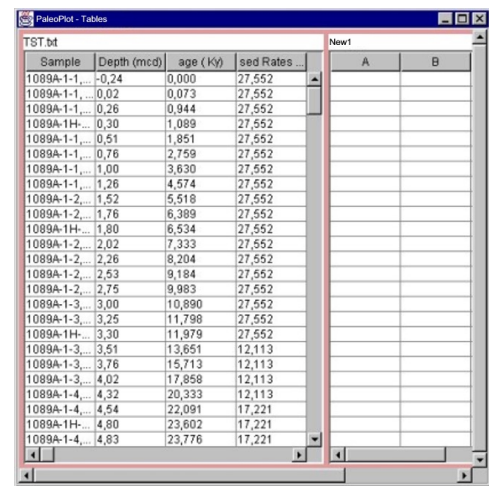 PaleoPlot - Tables
TST.txt New1
Sample Depth (mcd) age ( Ky) sed Rates ... A B
1089A-1-1,... -0,24 0,000 27,552
1089A-1-1, ... 0,02 0,073 27,552
1089A-1-1,... 0,26 0,944 27,552
1089A-1H-... 0,30 1,089 27,552
1089A-1-1,... 0,51 1,851 27,552
1089A-1-1,... 0,76 2,759 27,552
1089A-1-1,... 1,00 3,630 27,552
1089A-1-1,... 1,26 4,574 27,552
1089A-1-2,... 1,52 5,518 27,552
1089A-1-2,... 1,76 6,389 27,552
1089A-1H-... 1,80 6,534 27,552
1089A-1-2,... 2,02 7,333 27,552
1089A-1-2,... 2,26 8,204 27,552
1089A-1-2,... 2,53 9,184 27,552
1089A-1-2,... 2,75 9,983 27,552
1089A-1-3,... 3,00 10,890 27,552
1089A-1-3,... 3,25 11,798 27,552
1089A-1H-... 3,30 11,979 27,552
1089A-1-3,... 3,51 13,651 12,113
1089A-1-3,... 3,76 15,713 12,113
1089A-1-3,... 4,02 17,858 12,113
1089A-1-4,... 4,32 20,333 12,113
1089A-1-4,... 4,54 22,091 17,221
1089A-1H-... 4,80 23,602 17,221
1089A-1-4,... 4,83 23,776 17,221